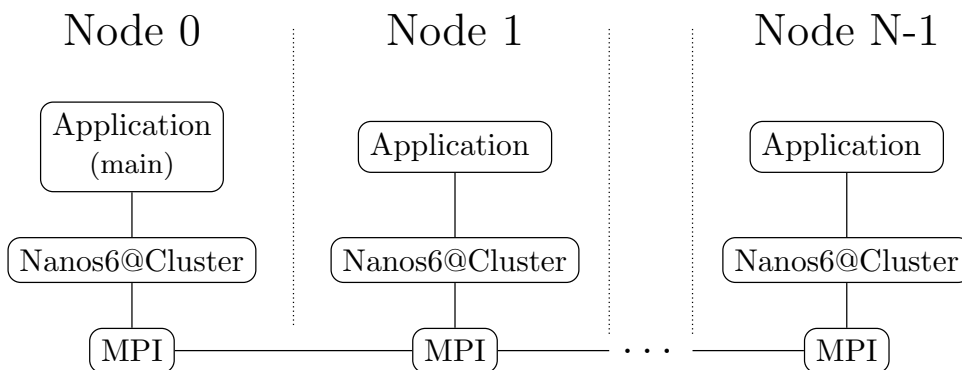 Node 0
Node 1
Node N-1
Application
(main)
Application
Application
Nanos6@Cluster
Nanos6@Cluster
Nanos6@Cluster
MPI
MPI
. . .
MPI